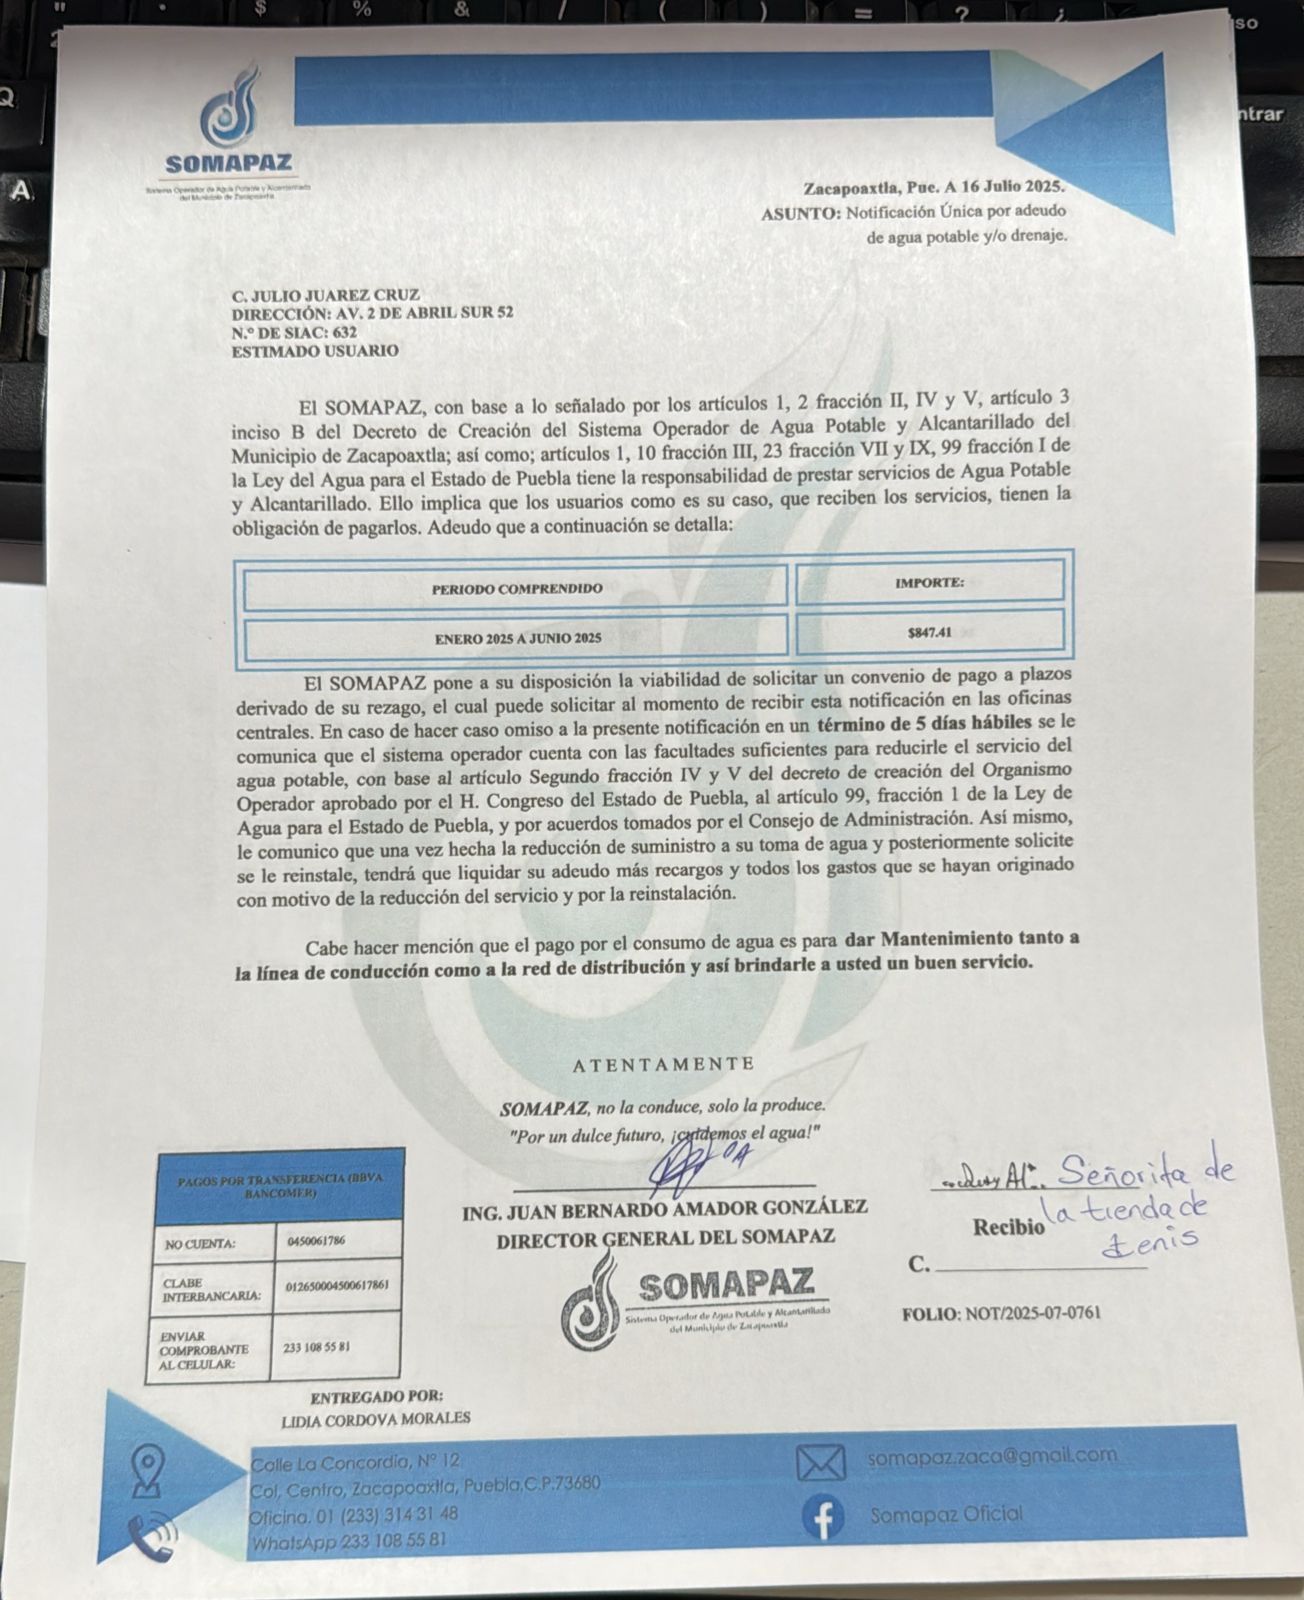 SOMAPAZ
Sistema Operador de Agua Potable y Alcantarillado
del Municipio de Zacapoaxtla
Zacapoaxtla, Pue. A 16 Julio 2025.
ASUNTO: Notificación Única por adeudo
de agua potable y/o drenaje.
C. JULIO JUAREZ CRUZ
DIRECCIÓN: AV. 2 DE ABRIL SUR 52
N.º DE SIAC: 632
ESTIMADO USUARIO
El SOMAPAZ, con base a lo señalado por los artículos 1, 2 fracción II, IV y V, artículo 3
inciso B del Decreto de Creación del Sistema Operador de Agua Potable y Alcantarillado del
Municipio de Zacapoaxtla; así como; artículos 1, 10 fracción III, 23 fracción VII y IX, 99 fracción I de
la Ley del Agua para el Estado de Puebla tiene la responsabilidad de prestar servicios de Agua Potable
y Alcantarillado. Ello implica que los usuarios como es su caso, que reciben los servicios, tienen la
obligación de pagarlos. Adeudo que a continuación se detalla:
PERIODO COMPRENDIDO
IMPORTE:
ENERO 2025 A JUNIO 2025
$847.41
El SOMAPAZ pone a su disposición la viabilidad de solicitar un convenio de pago a plazos
derivado de su rezago, el cual puede solicitar al momento de recibir esta notificación en las oficinas
centrales. En caso de hacer caso omiso a la presente notificación en un término de 5 días hábiles se le
comunica que el sistema operador cuenta con las facultades suficientes para reducirle el servicio del
agua potable, con base al artículo Segundo fracción IV y V del decreto de creación del Organismo
Operador aprobado por el H. Congreso del Estado de Puebla, al artículo 99, fracción 1 de la Ley de
Agua para el Estado de Puebla, y por acuerdos tomados por el Consejo de Administración. Así mismo,
le comunico que una vez hecha la reducción de suministro a su toma de agua y posteriormente solicite
se le reinstale, tendrá que liquidar su adeudo más recargos y todos los gastos que se hayan originado
con motivo de la reducción del servicio y por la reinstalación.
Cabe hacer mención que el pago por el consumo de agua es para dar Mantenimiento tanto a
la línea de conducción como a la red de distribución y así brindarle a usted un buen servicio.
ATENTAMENTE
SOMAPAZ, no la conduce, solo la produce.
"Por un dulce futuro, ¡cuidemos el agua!"
ING. JUAN BERNARDO AMADOR GONZÁLEZ
DIRECTOR GENERAL DEL SOMAPAZ
SOMAPAZ
Sistema Operador de Agua Potable y Alcantarillado
del Municipio de Zacapoaxtla
Señorita de
la tienda de
tenis
Recibio
C.
FOLIO: NOT/2025-07-0761
PAGOS POR TRANSFERENCIA (BBVA
BANCOMER)
NO CUENTA:
0450061786
CLABE
INTERBANCARIA:
012650004500617861
ENVIAR
COMPROBANTE
AL CELULAR:
233 108 55 81
ENTREGADO POR:
LIDIA CORDOVA MORALES
Calle La Concordia, N° 12
Col, Centro, Zacapoaxtla, Puebla,C.P.73680
Oficina. 01 (233) 314 31 48
WhatsApp 233 108 55 81
somapaz.zaca@gmail.com
Somapaz Oficial